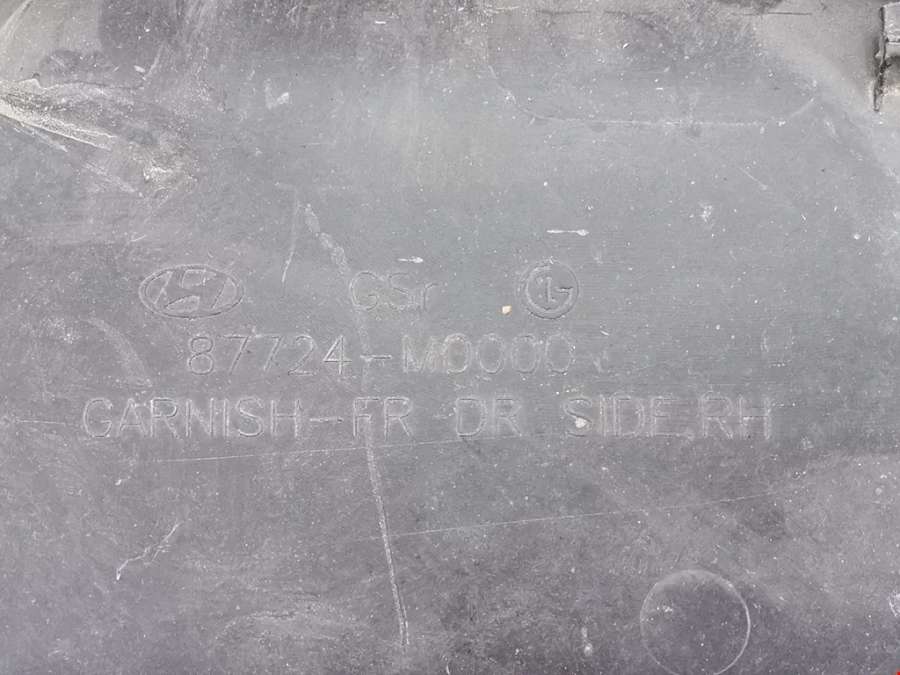 GSr
87724-M0000
GARNISH-FR DR SIDE,RH